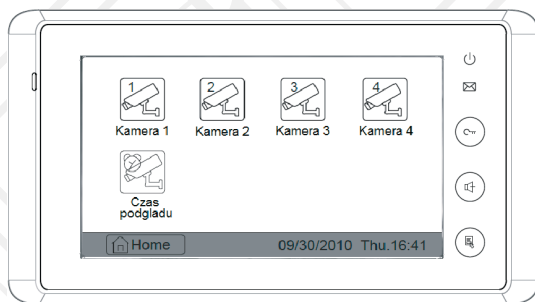 1 2 3 4
Kamera 1 Kamera 2 Kamera 3 Kamera 4
Czas
podgladu
Home 09/30/2010 Thu.16:41